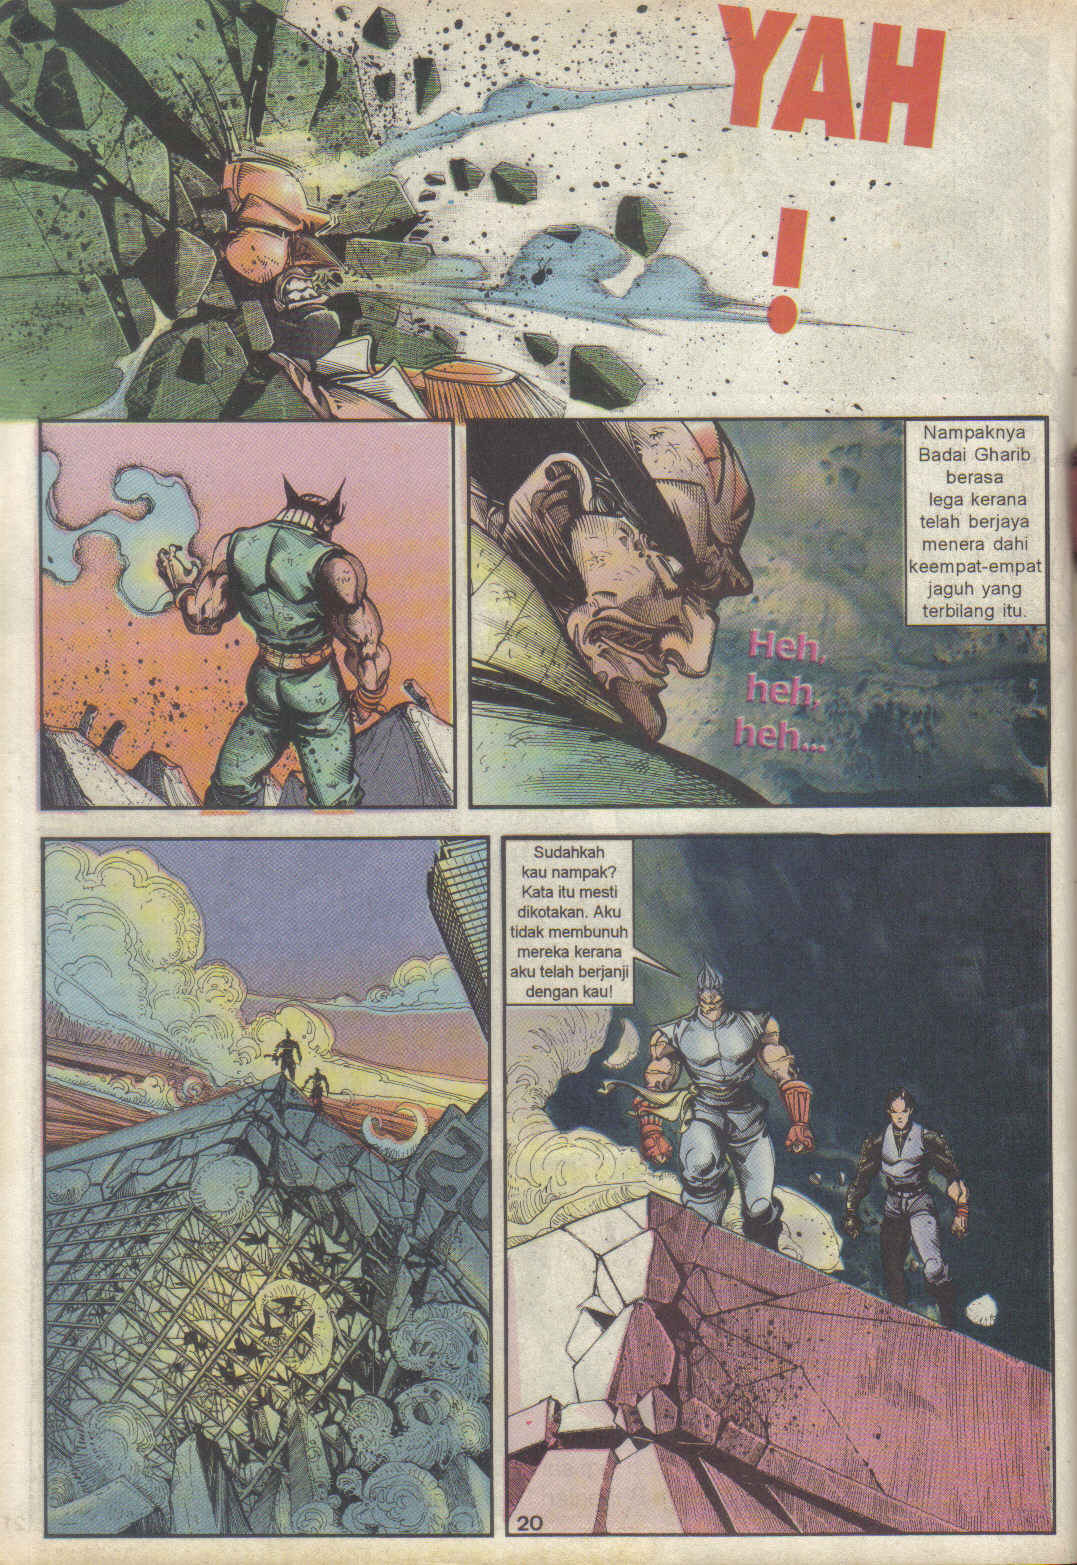 YAH
!
Nampaknya
Badai Gharib
berasa
lega kerana
telah berjaya
menera dahi
keempat-empat
jaguh yang
terbilang itu.
Heh,
heh,
heh...
Sudahkah
kau nampak?
Kata itu mesti
dikotakan. Aku
tidak membunuh
mereka kerana
aku telah berjanji
dengan kau!
20